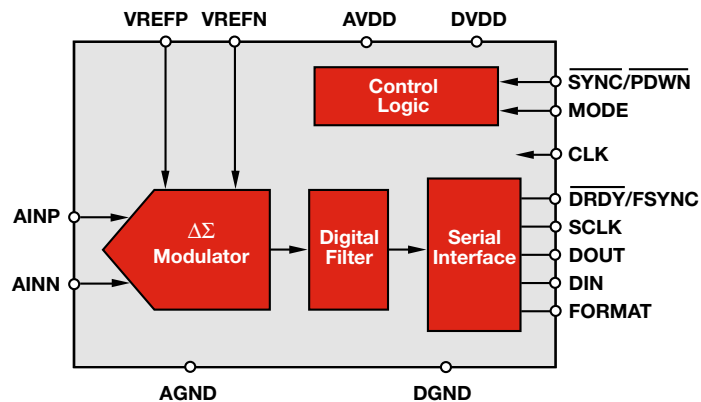 VREFP VREFN AVDD DVDD
Control
Logic
SYNC/PDWN
MODE
CLK
AINP
AINN
ΔΣ
Modulator
Digital
Filter
Serial
Interface
DRDY/FSYNC
SCLK
DOUT
DIN
FORMAT
AGND DGND